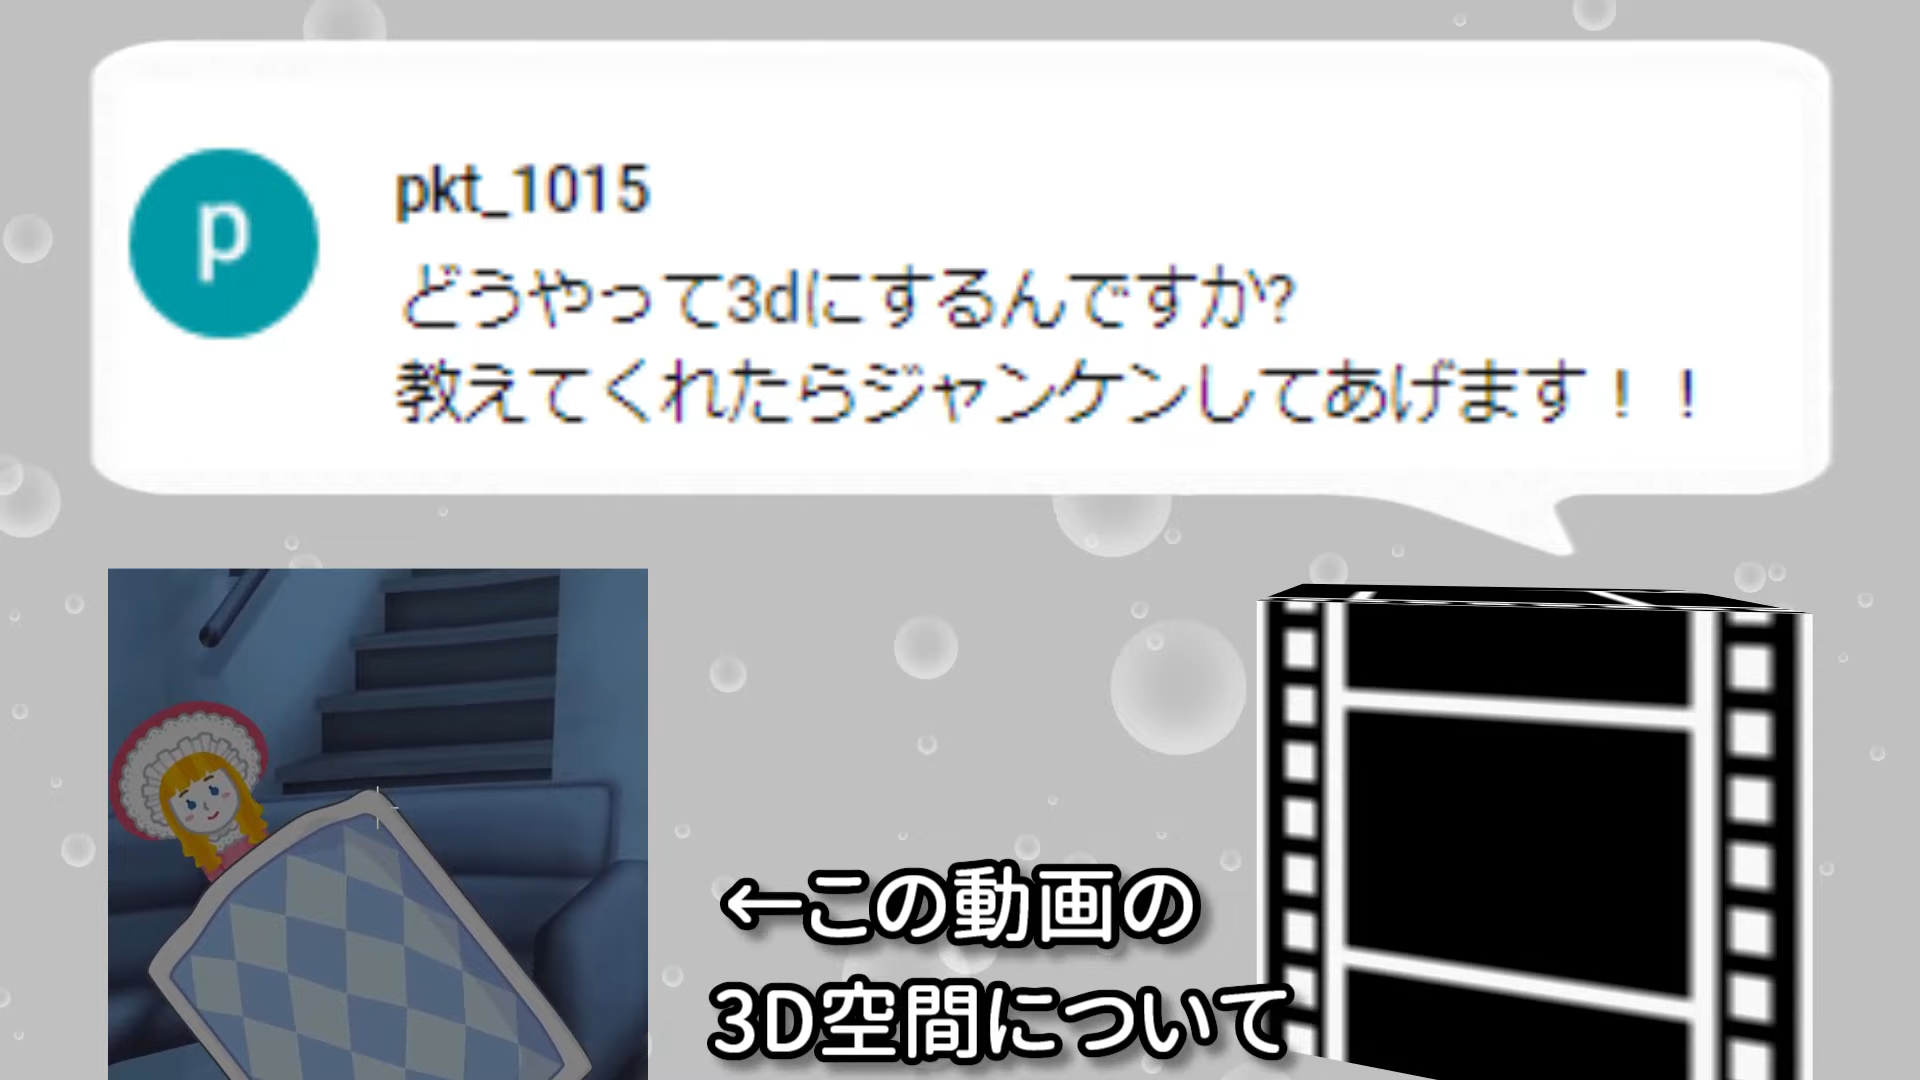 p
pkt_1015
どうやって3dにするんですか?
教えてくれたらジャンケンしてあげます！！
←この動画の
3D空間について